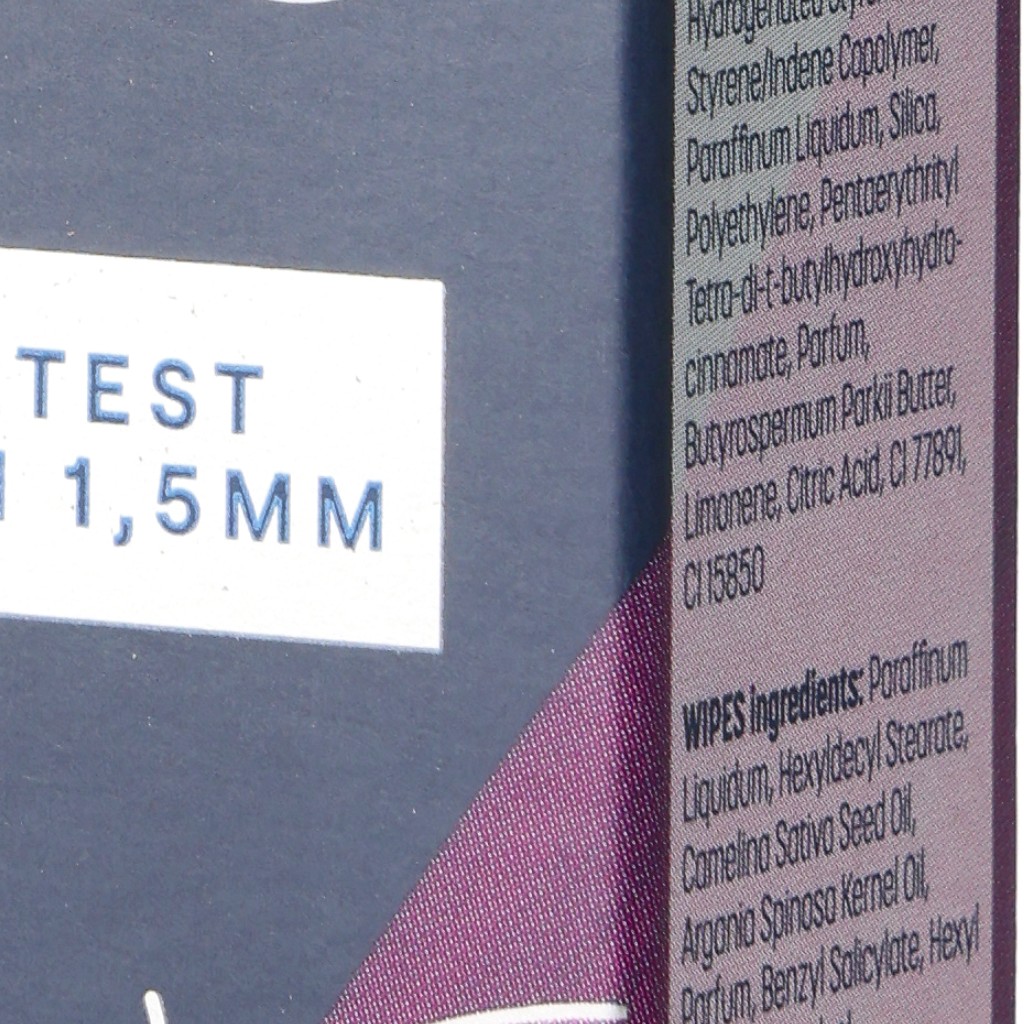 TEST
1,5MM
Styrene/Indene Copolymer,
Paraffinum Liquidum, Silica,
Polyethylene, Pentaerythrityl
Tetra-di-t-butylhydroxyhydro-
cinnamate, Parfum,
Butyrospermum Parkii Butter,
Limonene, Citric Acid, CI 77891,
CI 15850
WIPES Ingredients: Paraffinum
Liquidum, Hexyldecyl Stearate,
Camelina Sativa Seed Oil,
Argania Spinosa Kernel Oil,
Parfum, Benzyl Salicylate, Hexyl